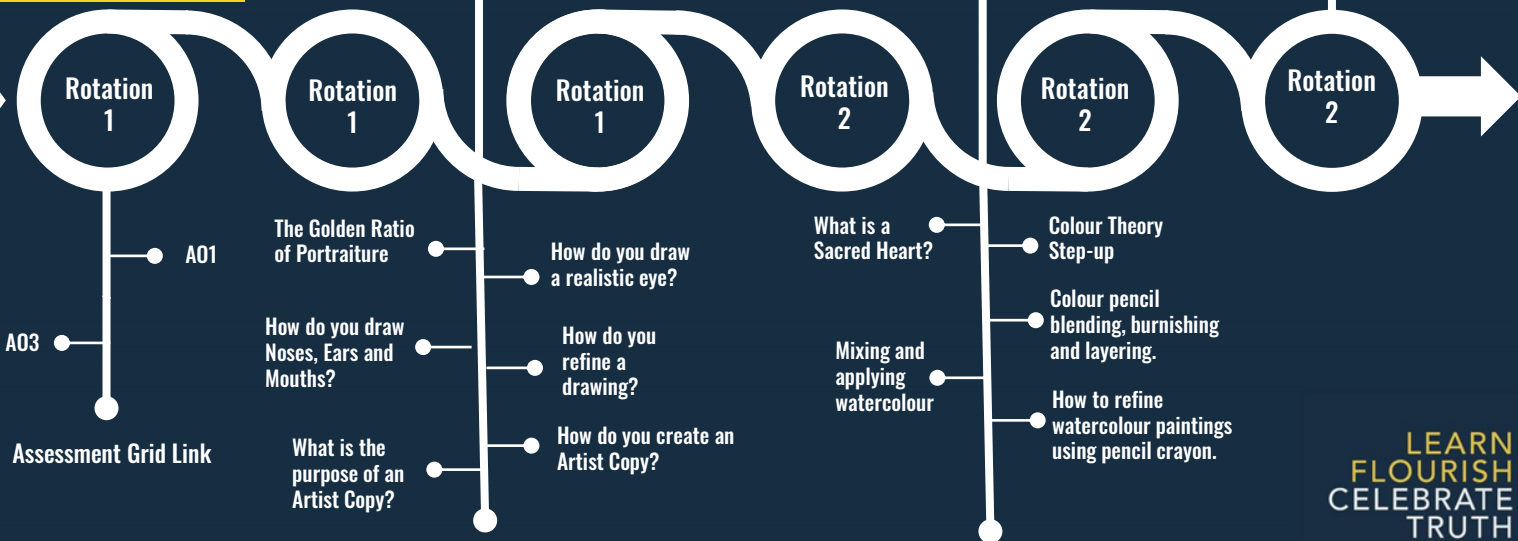 Rotation
1
Rotation
1
Rotation
1
Rotation
2
Rotation
2
Rotation
2
AO1
AO3
Assessment Grid Link
The Golden Ratio
of Portraiture
How do you draw
a realistic eye?
How do you draw
Noses, Ears and
Mouths?
How do you
refine a
drawing?
What is the
purpose of an
Artist Copy?
How do you create an
Artist Copy?
What is a
Sacred Heart?
Colour Theory
Step-up
Colour pencil
blending, burnishing
and layering.
Mixing and
applying
watercolour
How to refine
watercolour paintings
using pencil crayon.
LEARN
FLOURISH
CELEBRATE
TRUTH